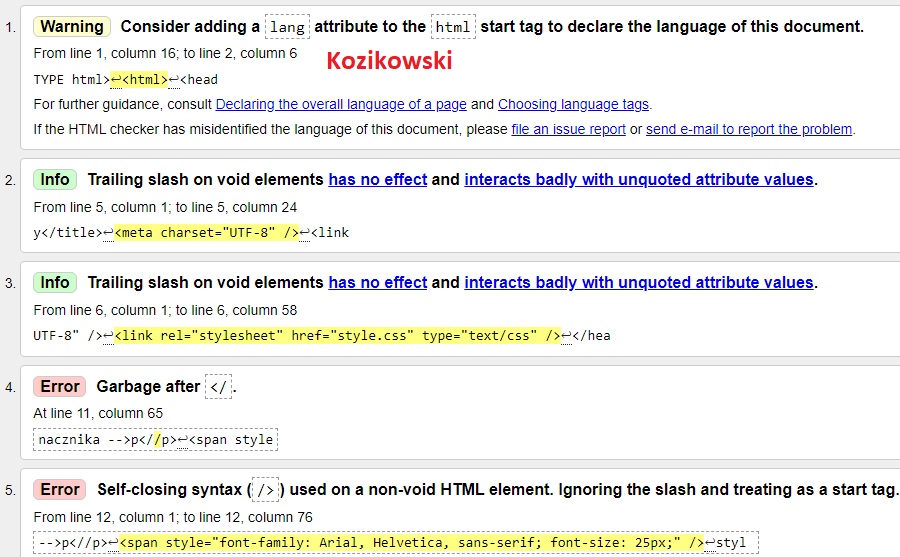 1. Warning Consider adding a lang attribute to the html start tag to declare the language of this document.
From line 1, column 16; to line 2, column 6
Kozikowski
TYPE html>↩<html>↩<head
For further guidance, consult Declaring the overall language of a page and Choosing language tags.
If the HTML checker has misidentified the language of this document, please file an issue report or send e-mail to report the problem.
2. Info Trailing slash on void elements has no effect and interacts badly with unquoted attribute values.
From line 5, column 1; to line 5, column 24
y</title>↩<meta charset="UTF-8" />↩<link
3. Info Trailing slash on void elements has no effect and interacts badly with unquoted attribute values.
From line 6, column 1; to line 6, column 58
UTF-8" />↩<link rel="stylesheet" href="style.css" type="text/css" />↩</hea
4. Error Garbage after </.
At line 11, column 65
nacznika -->p<//p>↩<span style
5. Error Self-closing syntax (/>) used on a non-void HTML element. Ignoring the slash and treating as a start tag.
From line 12, column 1; to line 12, column 76
-->p<//p>↩<span style="font-family: Arial, Helvetica, sans-serif; font-size: 25px;" />↩styl